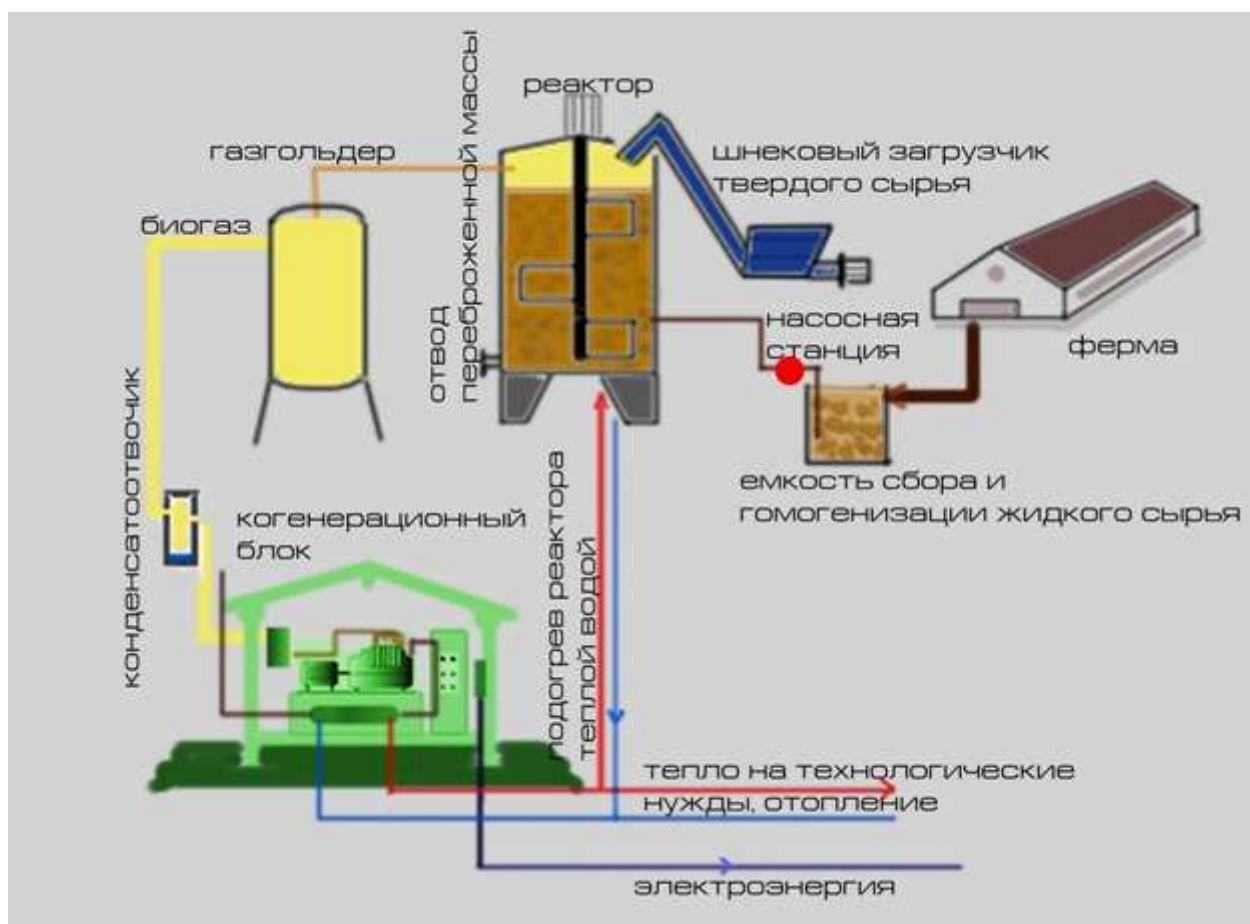 реактор
газгольдер
шнековый загрузчик
твердого сырья
биогаз
отвод
переброженной массы
насосная
станция
ферма
емкость сбора и
гомогенизации жидкого сырья
конденсатоотвочик
когенерационный
блок
подогрев реактора
теплой водой
тепло на технологические
нужды, отопление
электроэнергия